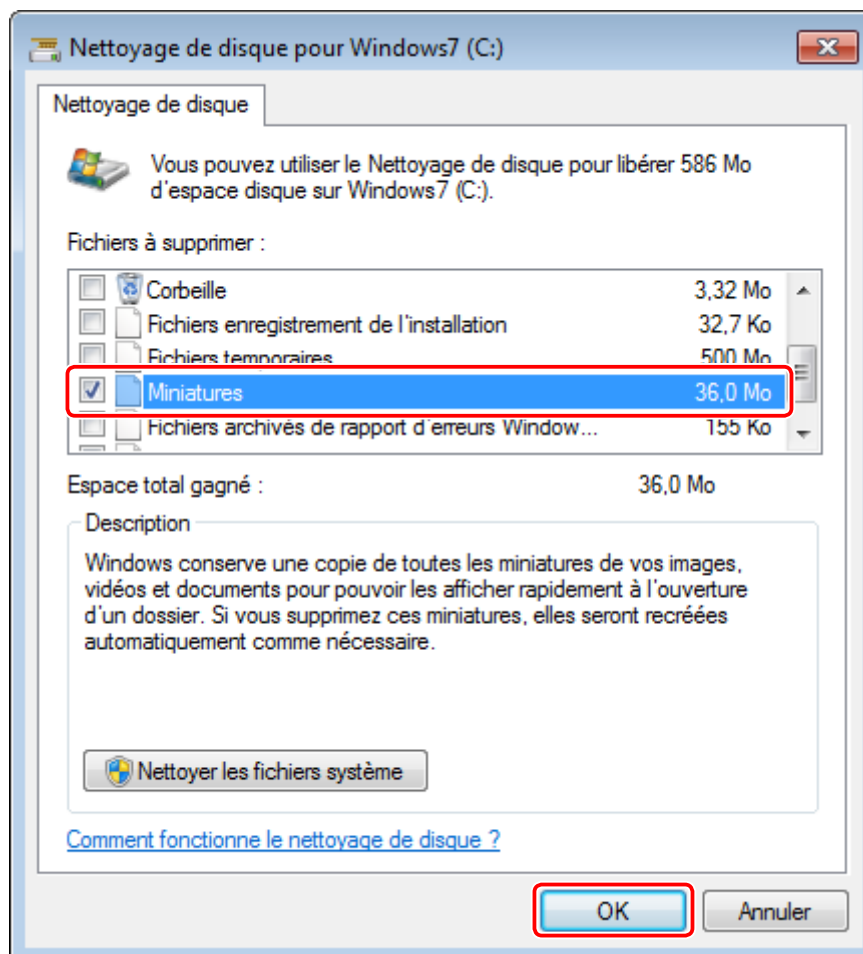 Nettoyage de disque pour Windows7 (C:)
Nettoyage de disque
Vous pouvez utiliser le Nettoyage de disque pour libérer 586 Mo
d'espace disque sur Windows7 (C:).
Fichiers à supprimer :
Corbeille 3,32 Mo
Fichiers enregistrement de l'installation 32,7 Ko
Fichiers temporaires 500 Mo
Miniatures 36,0 Mo
Fichiers archivés de rapport d'erreurs Window... 155 Ko
Espace total gagné : 36,0 Mo
Description
Windows conserve une copie de toutes les miniatures de vos images,
vidéos et documents pour pouvoir les afficher rapidement à l'ouverture
d'un dossier. Si vous supprimez ces miniatures, elles seront recréées
automatiquement comme nécessaire.
Nettoyer les fichiers système
Comment fonctionne le nettoyage de disque ?
OK Annuler